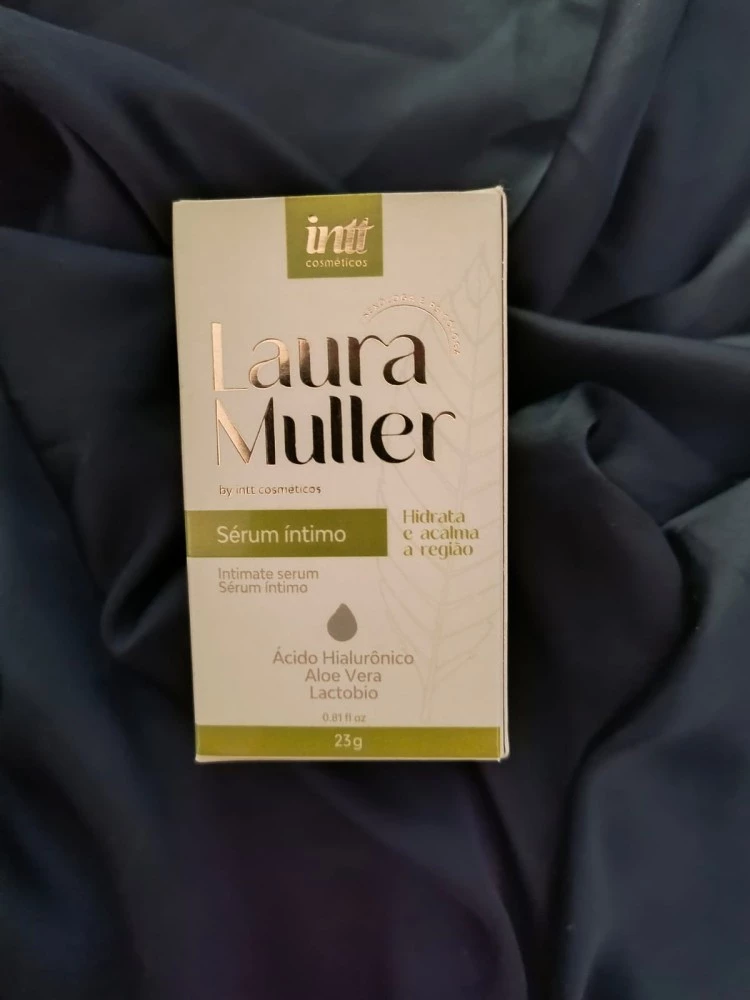 intt
cosméticos
Laura
Muller
by intt cosméticos
Sérum íntimo
Hidrata
e acalma
a região
Intimate serum
Sérum íntimo
Ácido Hialurônico
Aloe Vera
Lactobio
0.81 fl oz
23g